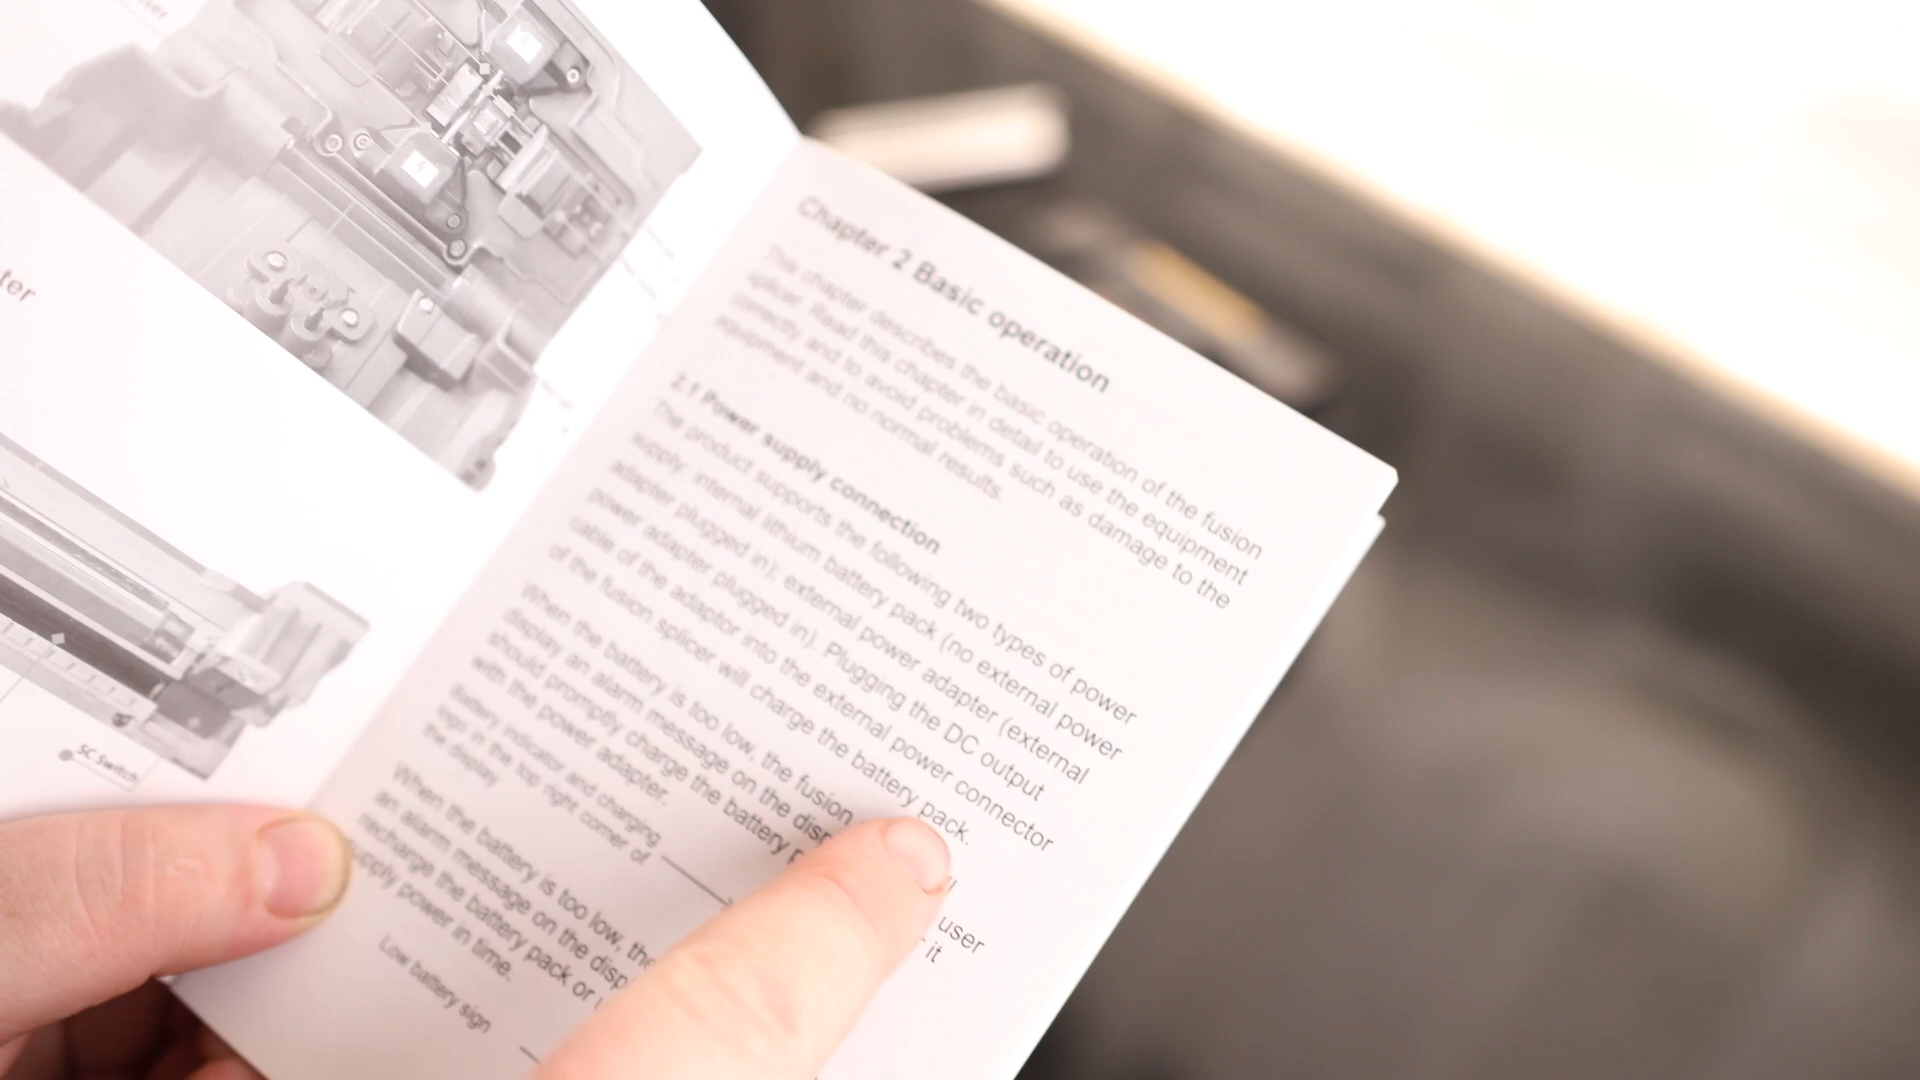 ter
SC Switch
Chapter 2 Basic operation
This chapter describes the basic operation of the fusion
splicer. Read this chapter in detail to use the equipment
correctly and to avoid problems such as damage to the
equipment and no normal results.
2.1 Power supply connection
The product supports the following two types of power
supply: internal lithium battery pack (no external power
adapter plugged in); external power adapter (external
power adapter plugged in). Plugging the DC output
cable of the adaptor into the external power connector
of the fusion splicer will charge the battery pack.
When the battery is too low, the fusion
display an alarm message on the disp
user
should promptly charge the battery p
it
with the power adapter.
Battery indicator and charging
logo in the top right corner of
the display
When the battery is too low, the
an alarm message on the disp
recharge the battery pack or u
supply power in time.
Low battery sign